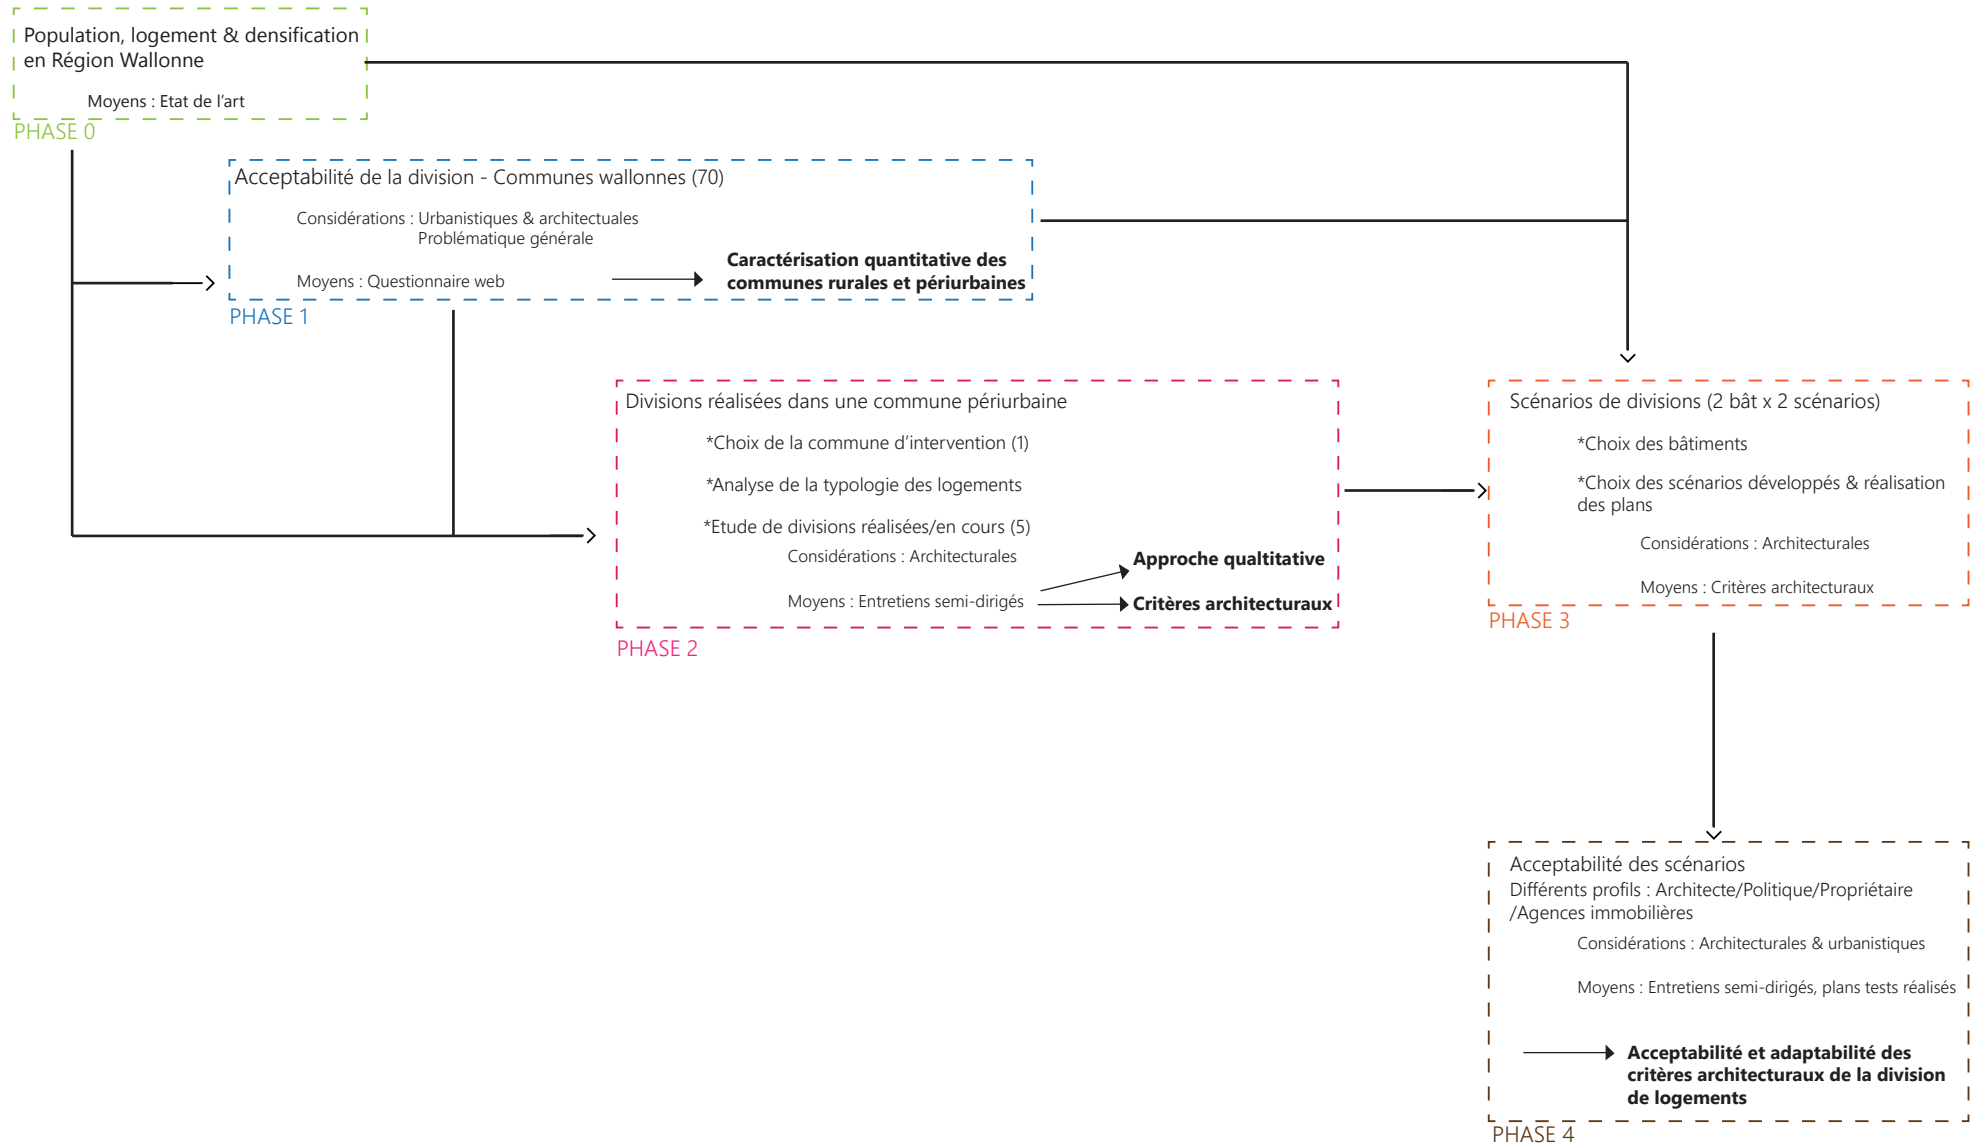 Population, logement & densification
en Région Wallonne
Moyens : Etat de l'art
PHASE 0
Acceptabilité de la division - Communes wallonnes (70)
Considérations : Urbanistiques & architectuales
Problématique générale
Moyens : Questionnaire web
Caractérisation quantitative des
communes rurales et périurbaines
PHASE 1
Divisions réalisées dans une commune périurbaine
*Choix de la commune d'intervention (1)
*Analyse de la typologie des logements
*Etude de divisions réalisées/en cours (5)
Considérations : Architecturales
Moyens : Entretiens semi-dirigés
Approche qualtitative
Critères architecturaux
PHASE 2
Scénarios de divisions (2 bât x 2 scénarios)
*Choix des bâtiments
*Choix des scénarios développés & réalisation
des plans
Considérations : Architecturales
Moyens : Critères architecturaux
PHASE 3
Acceptabilité des scénarios
Différents profils : Architecte/Politique/Propriétaire
/Agences immobilières
Considérations : Architecturales & urbanistiques
Moyens : Entretiens semi-dirigés, plans tests réalisés
Acceptabilité et adaptabilité des
critères architecturaux de la division
de logements
PHASE 4